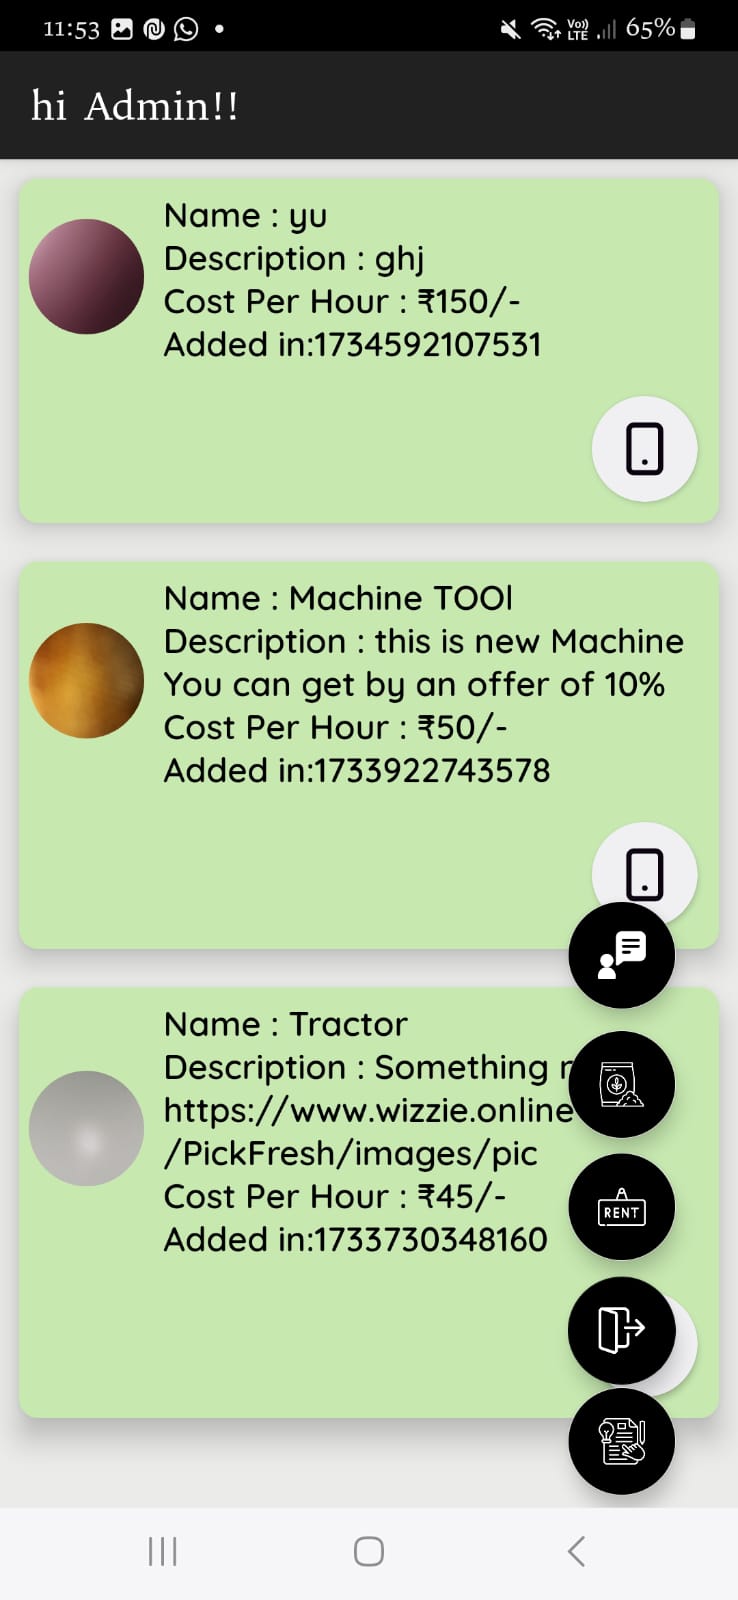 11:53
Vo)) LTE
65%
hi Admin!!
Name : yu
Description : ghj
Cost Per Hour : ₹150/-
Added in:1734592107531
Name : Machine TOOl
Description : this is new Machine
You can get by an offer of 10%
Cost Per Hour : ₹50/-
Added in:1733922743578
Name : Tractor
Description : Something
https://www.wizzie.online
/PickFresh/images/pic
Cost Per Hour : ₹45/-
Added in:1733730348160
RENT